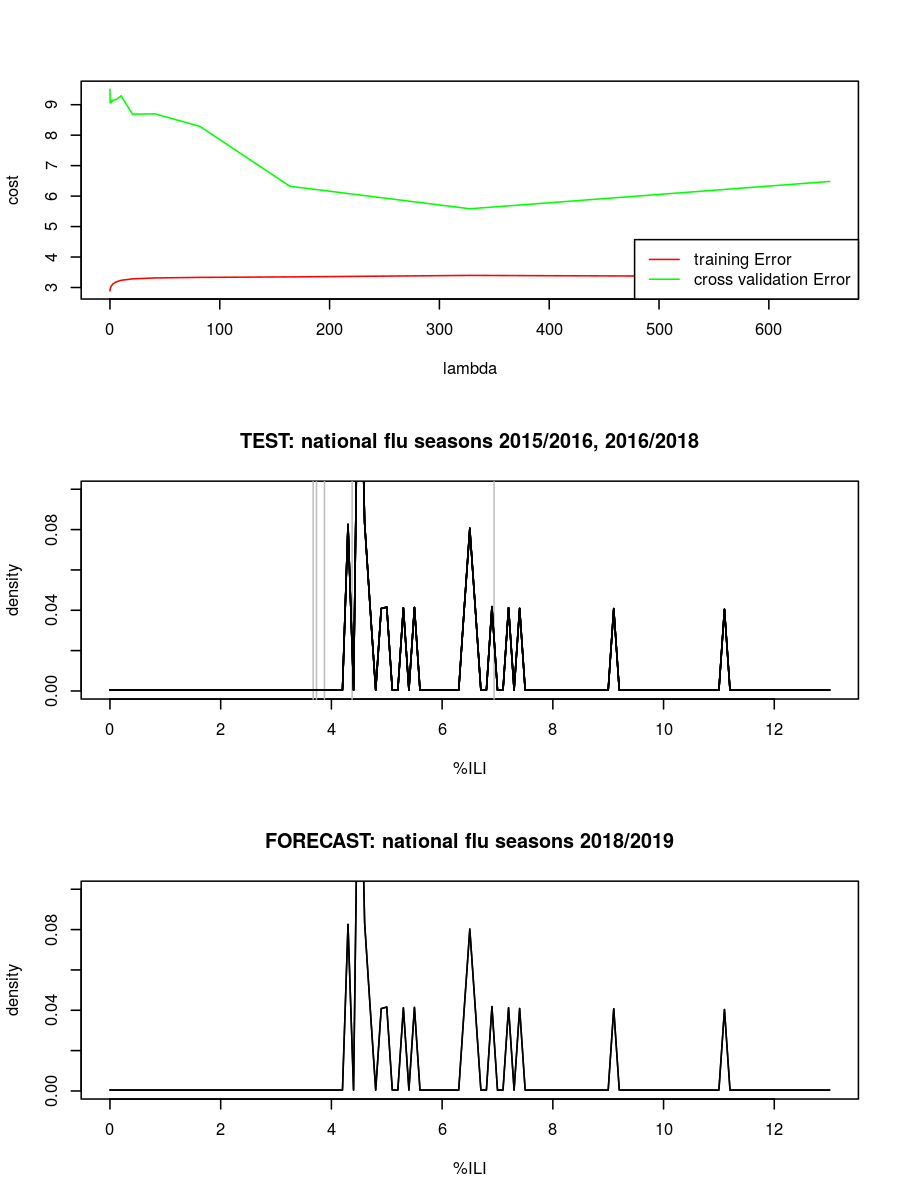 9
8
7
6
5
4
3
cost
training Error
cross validation Error
0 100 200 300 400 500 600
lambda
TEST: national flu seasons 2015/2016, 2016/2018
0.08
0.04
0.00
density
0 2 4 6 8 10 12
%ILI
FORECAST: national flu seasons 2018/2019
0.08
0.04
0.00
density
0 2 4 6 8 10 12
%ILI